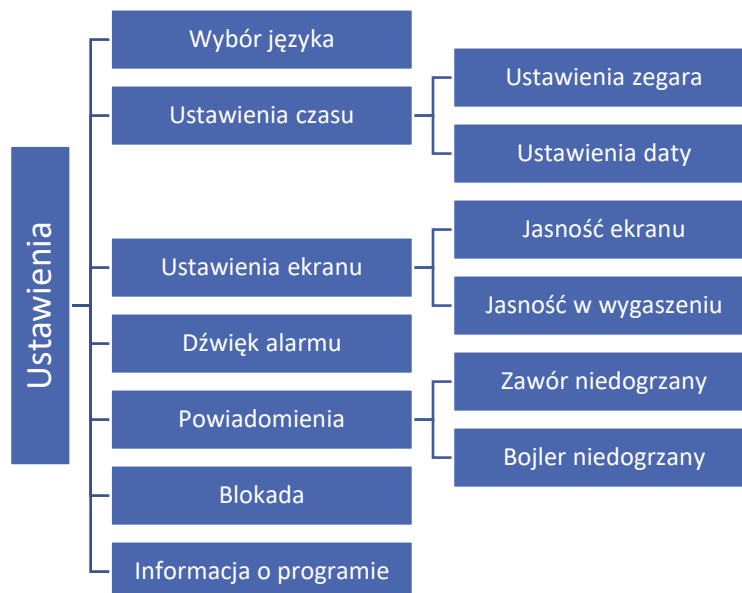 Ustawienia
Wybór języka
Ustawienia czasu
Ustawienia zegara
Ustawienia daty
Ustawienia ekranu
Jasność ekranu
Jasność w wygaszeniu
Dźwięk alarmu
Powiadomienia
Zawór niedogrzany
Bojler niedogrzany
Blokada
Informacja o programie